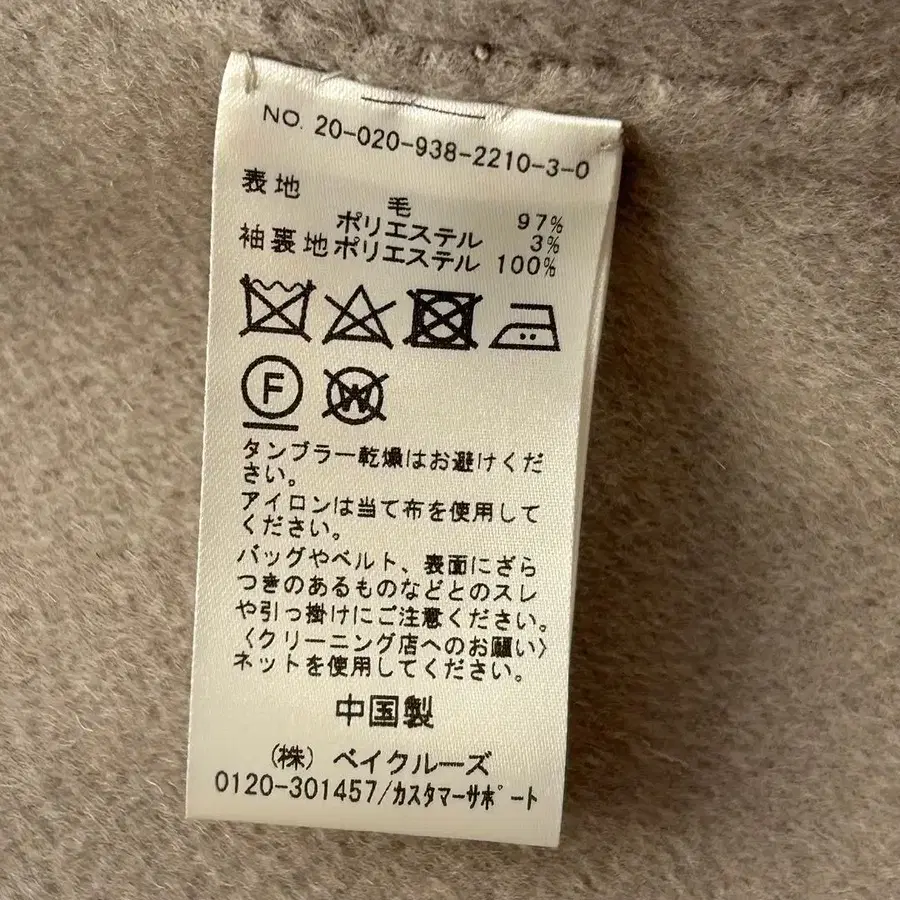 NO. 20-020-938-2210-3-0
表地 毛 97%
ポリエステル 3%
袖裏地ポリエステル 100%
F W
タンブラー乾燥はお避けくだ
さい。
アイロンは当て布を使用して
ください。
バッグやベルト、表面にざら
つきのあるものなどとのスレ
や引っ掛けにご注意ください。
〈クリーニング店へのお願い〉
ネットを使用してください。
中国製
(株) ベイクルーズ
0120-301457/カスタマーサポート